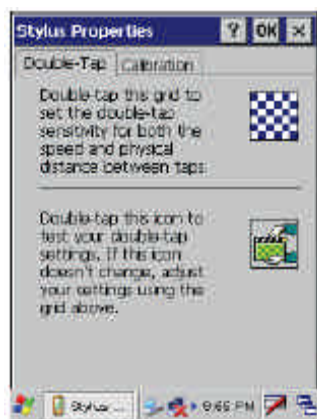 Stylus Properties ? OK ×
Double-Tap Calibration
Double-tap this grid to
set the double-tap
sensitivity for both the
speed and physical
distance between taps.
Double-tap this icon to
test your double-tap
settings. If this icon
doesn't change, adjust
your settings using the
grid above.
Stylus ... PM